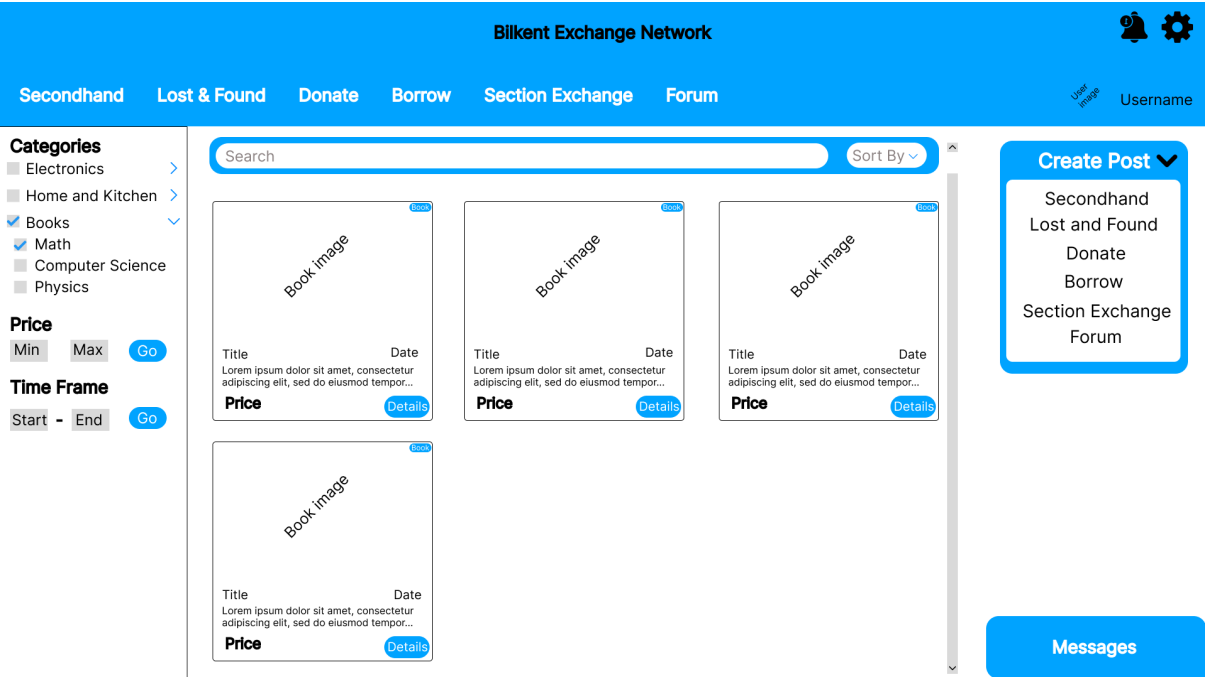 Bilkent Exchange Network
Secondhand Lost & Found Donate Borrow Section Exchange Forum
User image
Username
Categories
Electronics
Home and Kitchen
Books
Math
Computer Science
Physics
Price
Min Max Go
Time Frame
Start - End Go
Search Sort By
Book
Book image
Title Date
Lorem ipsum dolor sit amet, consectetur
adipiscing elit, sed do eiusmod tempor...
Price Details
Book
Book image
Title Date
Lorem ipsum dolor sit amet, consectetur
adipiscing elit, sed do eiusmod tempor...
Price Details
Book
Book image
Title Date
Lorem ipsum dolor sit amet, consectetur
adipiscing elit, sed do eiusmod tempor...
Price Details
Book
Book image
Title Date
Lorem ipsum dolor sit amet, consectetur
adipiscing elit, sed do eiusmod tempor...
Price Details
Create Post
Secondhand
Lost and Found
Donate
Borrow
Section Exchange
Forum
Messages